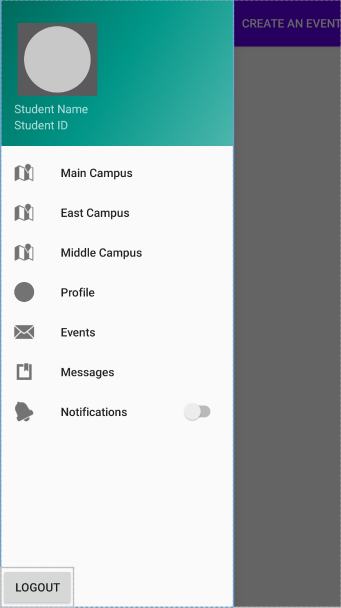 CREATE AN EVENT
Student Name
Student ID
Main Campus
East Campus
Middle Campus
Profile
Events
Messages
Notifications
LOGOUT